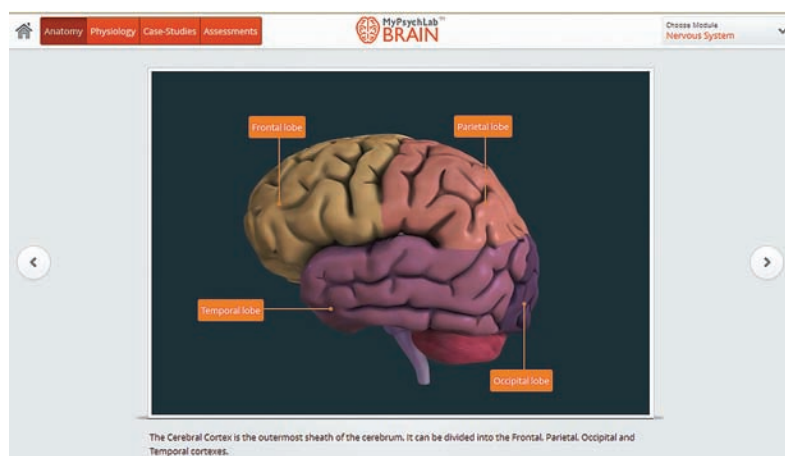 MyPsychLab™
BRAIN
Choose Module
Nervous System
Anatomy Physiology Case-Studies Assessments
Frontal lobe
Parietal lobe
Temporal lobe
Occipital lobe
The Cerebral Cortex is the outermost sheath of the cerebrum. It can be divided into the Frontal, Parietal, Occipital and
Temporal cortexes.